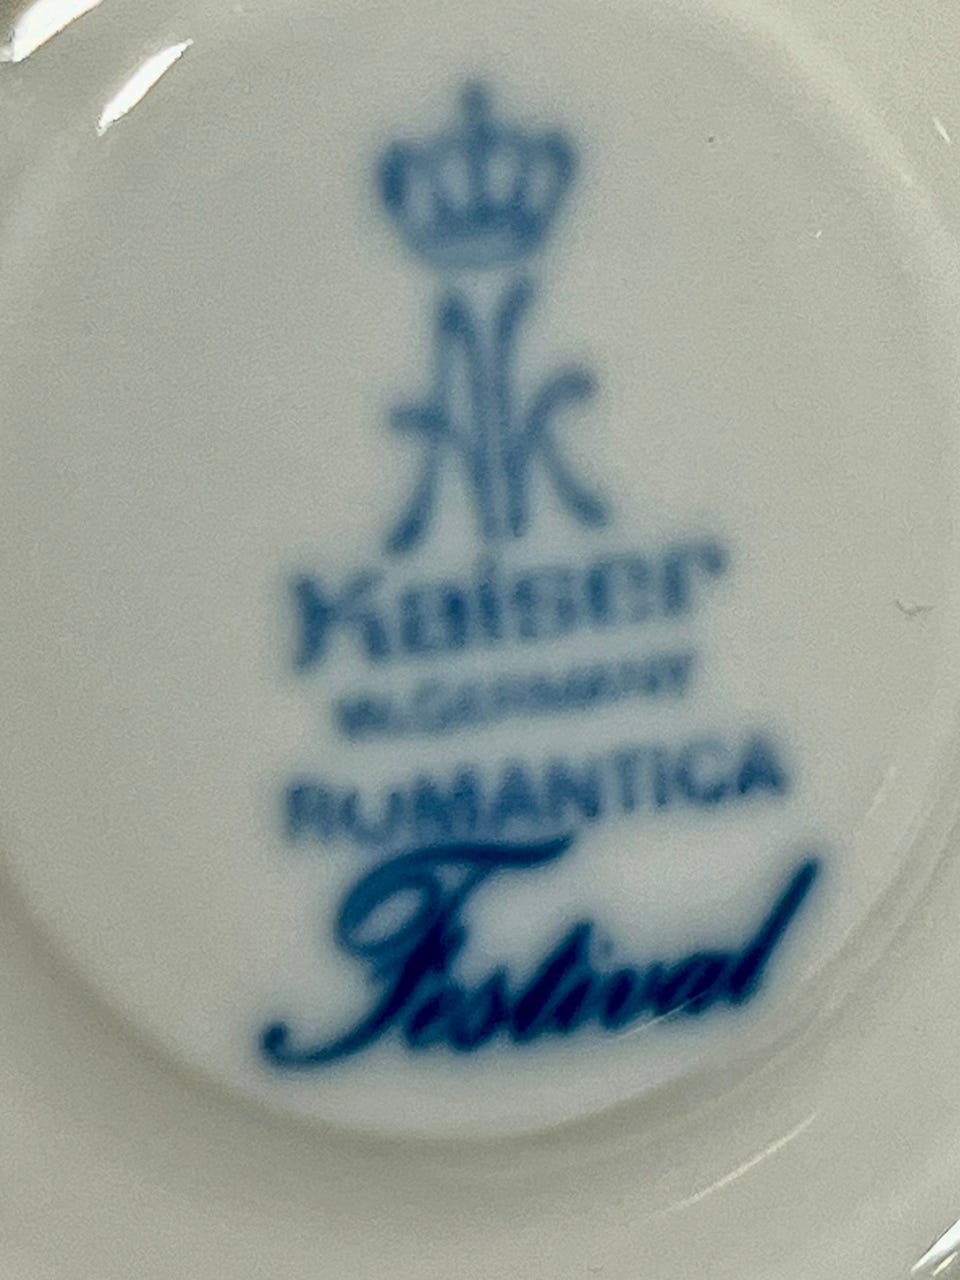 AK
Kaiser
W.GERMANY
ROMANTICA
Festival